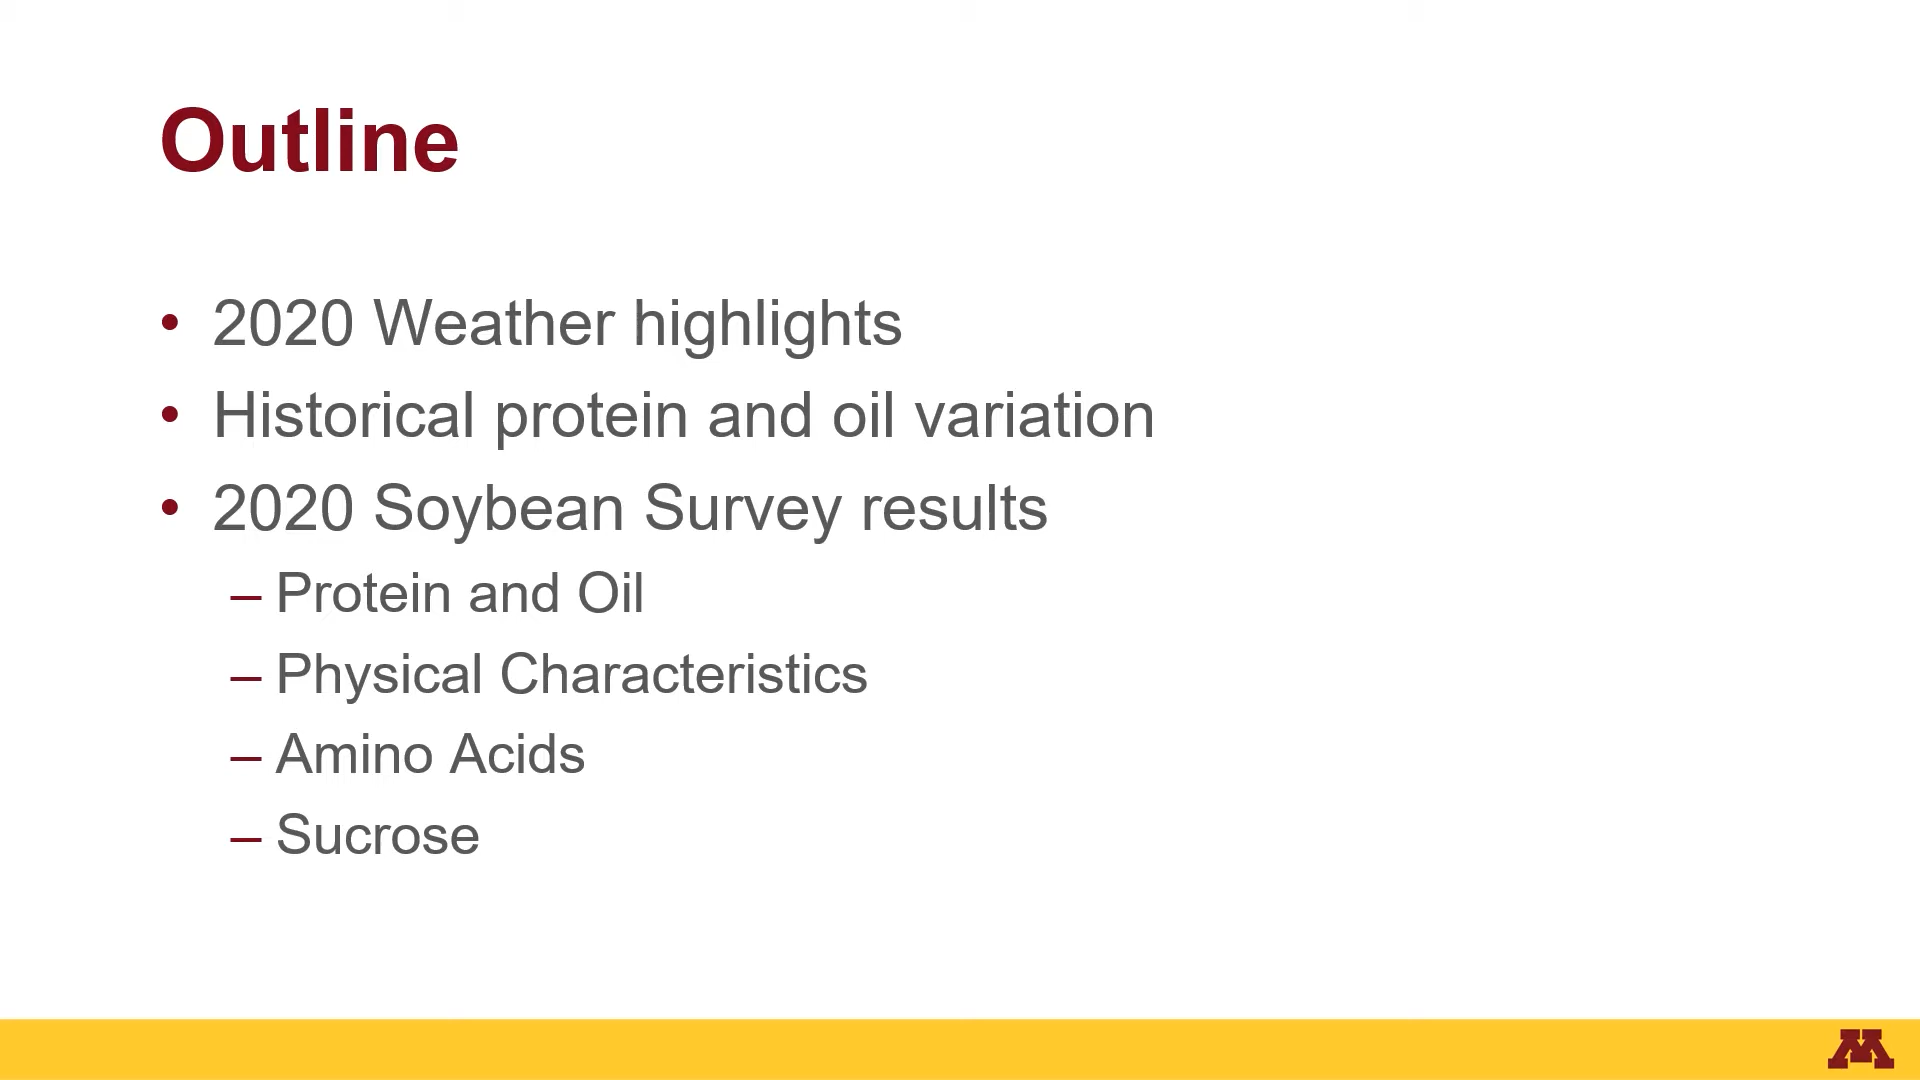 Outline
• 2020 Weather highlights
• Historical protein and oil variation
• 2020 Soybean Survey results
– Protein and Oil
– Physical Characteristics
– Amino Acids
– Sucrose
M